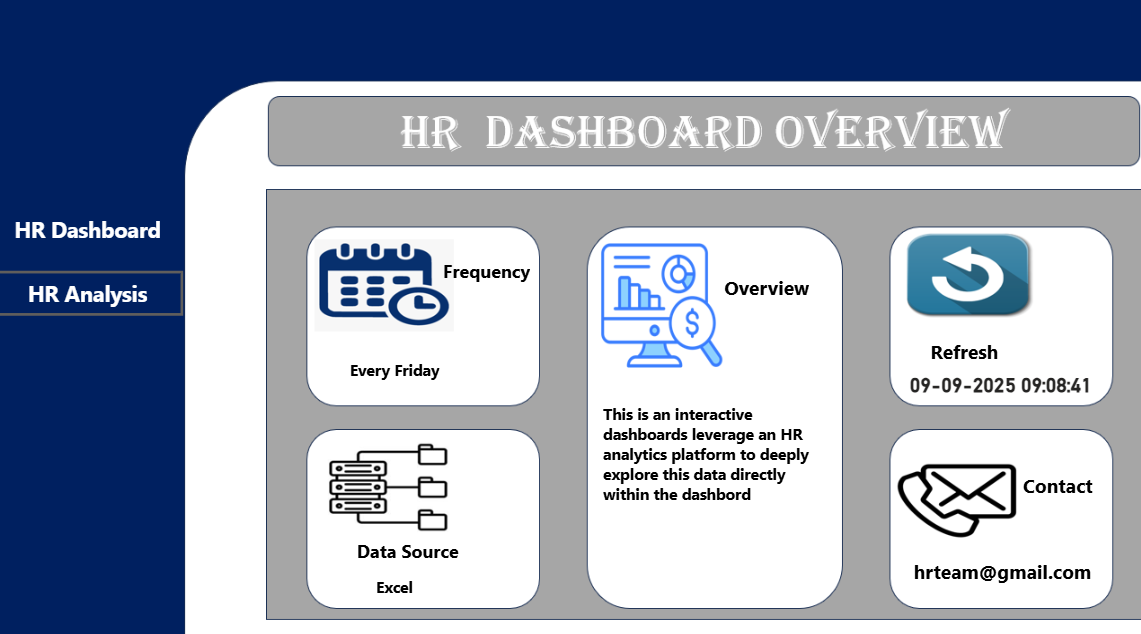 HR DASHBOARD OVERVIEW
HR Dashboard
HR Analysis
Frequency
Every Friday
Data Source
Excel
Overview
This is an interactive
dashboards leverage an HR
analytics platform to deeply
explore this data directly
within the dashbord
Refresh
09-09-2025 09:08:41
Contact
hrteam@gmail.com